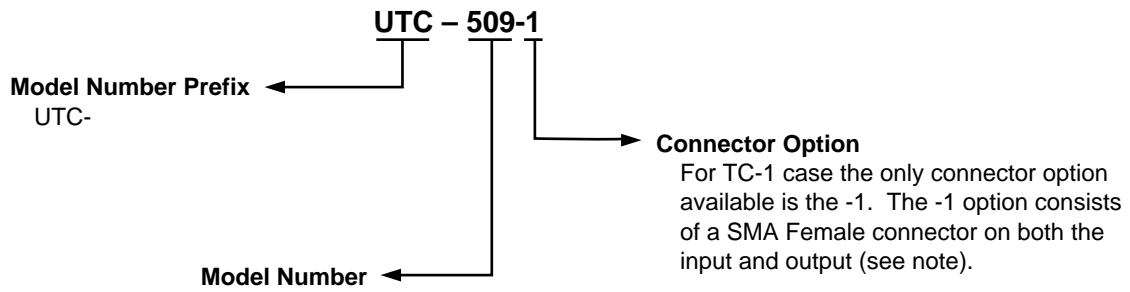 UTC – 509-1
Model Number Prefix
UTC-
Connector Option
For TC-1 case the only connector option
available is the -1.  The -1 option consists
of a SMA Female connector on both the
input and output (see note).
Model Number